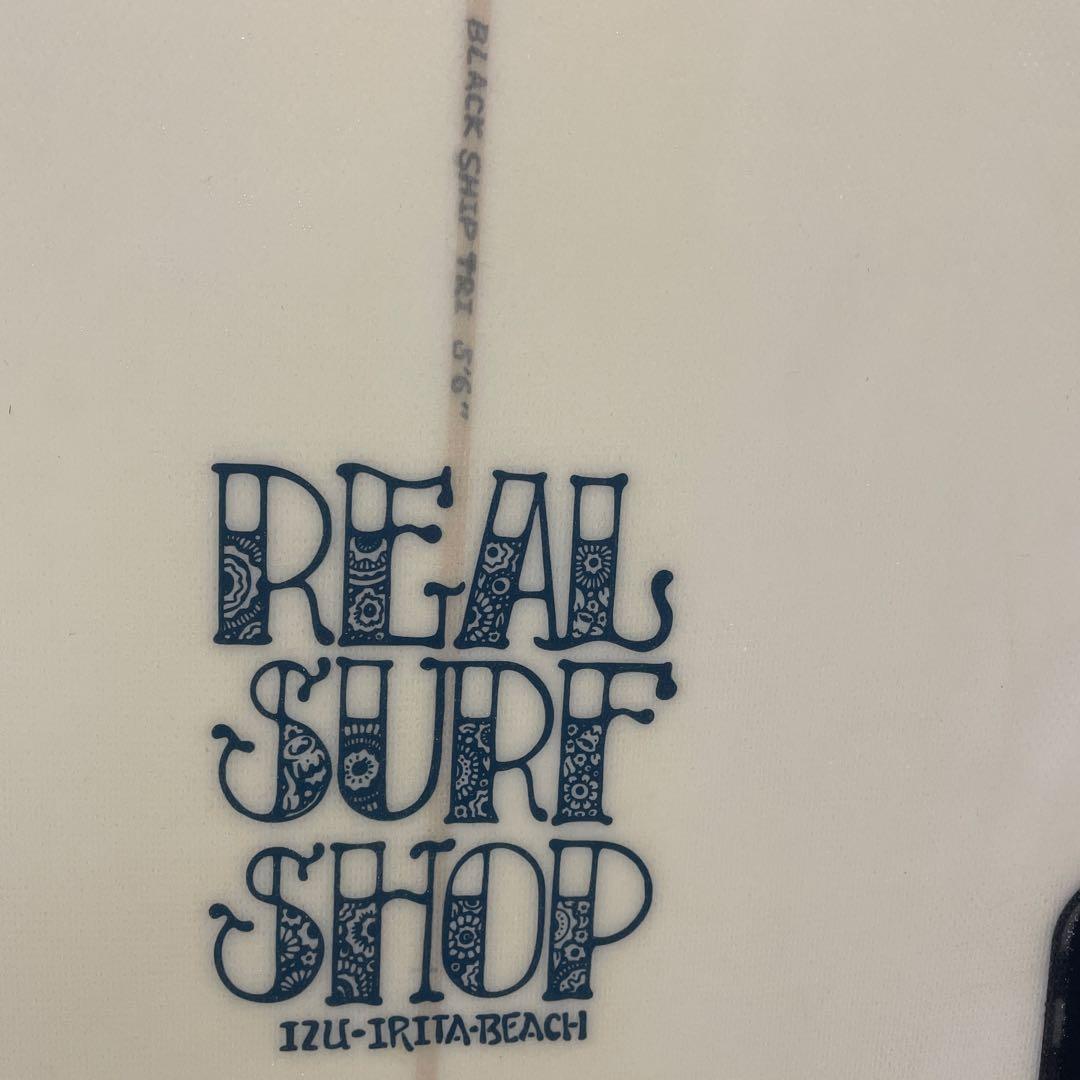 BLACK SHIP TRI 5'6"
REAL
SURF
SHOP
IZU-IRITA-BEACH